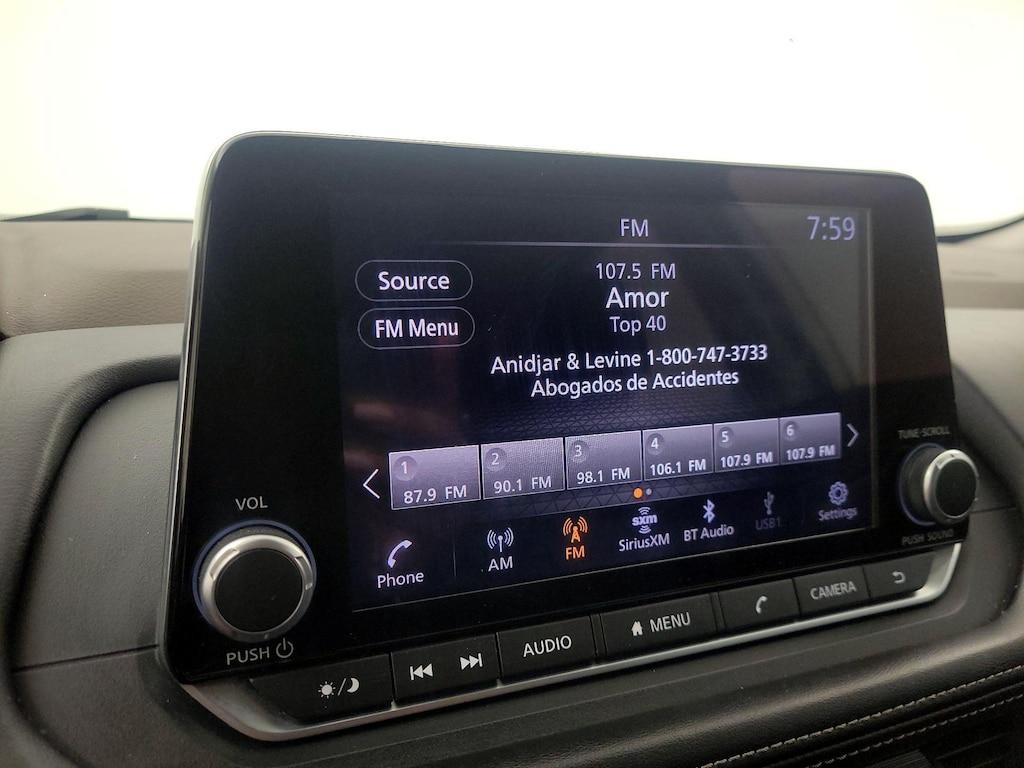 FM
7:59
Source
107.5 FM
Amor
FM Menu
Top 40
Anidjar & Levine 1-800-747-3733
Abogados de Accidentes
1
87.9 FM
2
90.1 FM
3
98.1 FM
4
106.1 FM
5
107.9 FM
6
107.9 FM
TUNE·SCROLL
VOL
Phone
AM
FM
sxm
SiriusXM
BT Audio
USB1
Settings
PUSH SOUND
PUSH
AUDIO
MENU
CAMERA